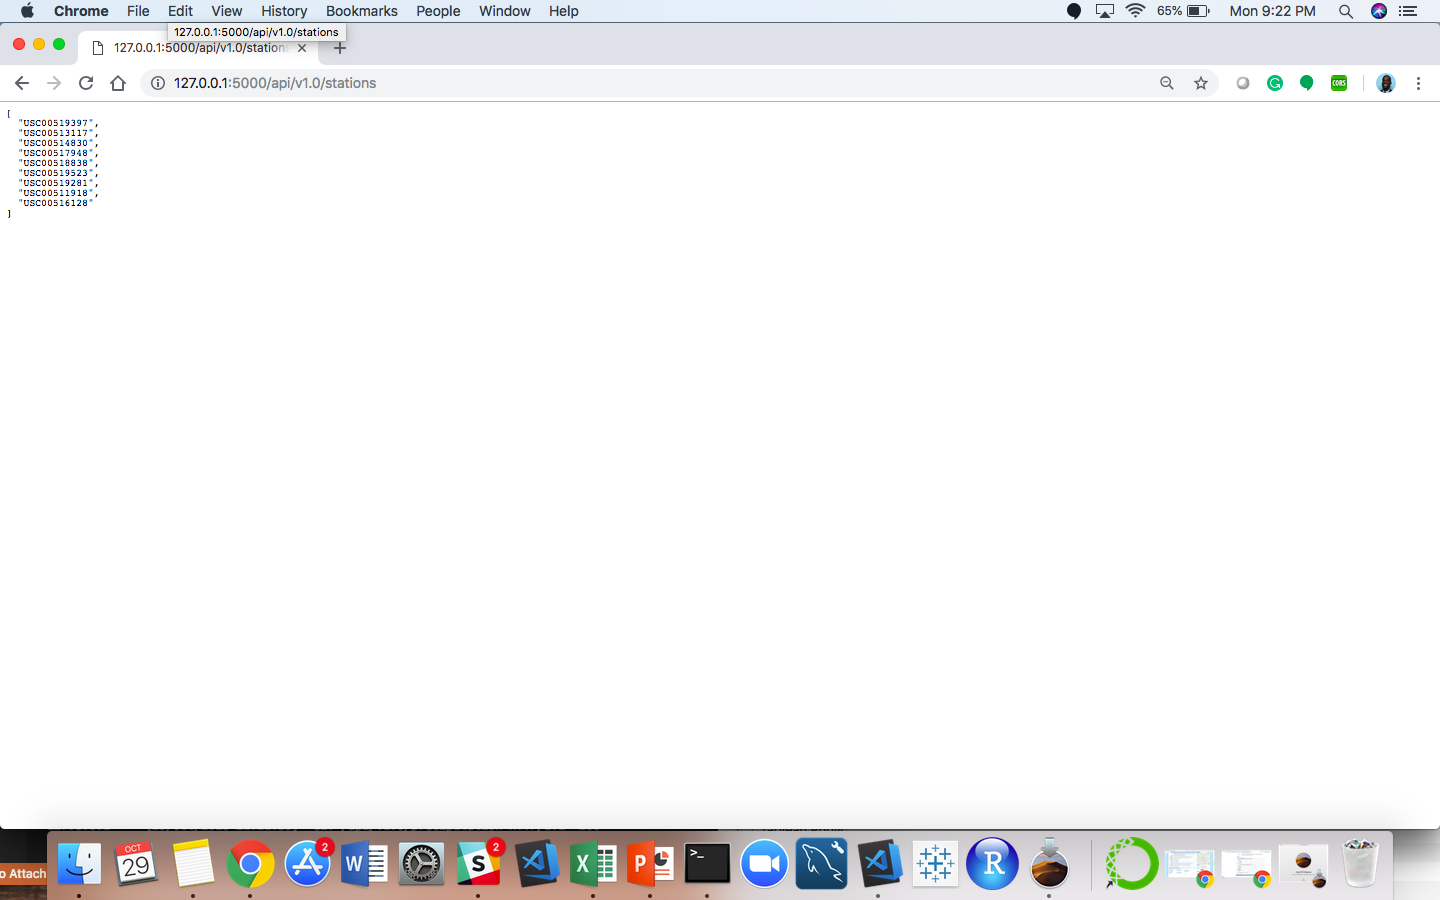 Chrome File Edit View History Bookmarks People Window Help 65% Mon 9:22 PM
127.0.0.1:5000/api/v1.0/stations
127.0.0.1:5000/api/v1.0/stations
127.0.0.1:5000/api/v1.0/stations
CORS
[
"USC00519397",
"USC00513117",
"USC00514830",
"USC00517948",
"USC00518838",
"USC00519523",
"USC00519281",
"USC00511918",
"USC00516128"
]
OCT
29
2
W
S
2
X
P
>_
R
o Attach